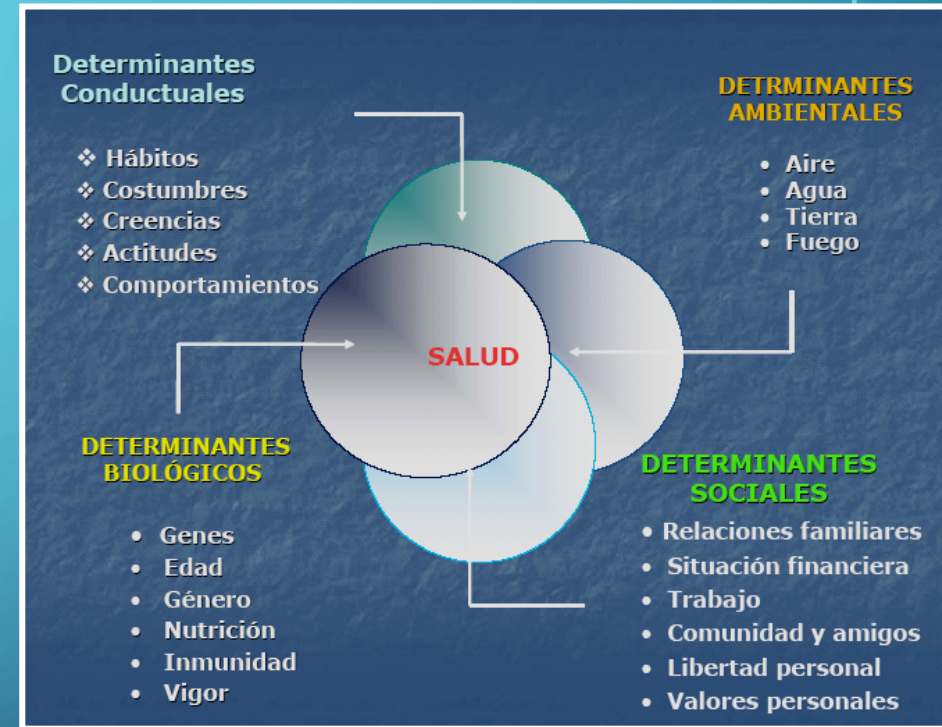 Determinantes
Conductuales
❖ Hábitos
❖ Costumbres
❖ Creencias
❖ Actitudes
❖ Comportamientos
DETRMINANTES
AMBIENTALES
• Aire
• Agua
• Tierra
• Fuego
SALUD
DETERMINANTES
BIOLÓGICOS
• Genes
• Edad
• Género
• Nutrición
• Inmunidad
• Vigor
DETERMINANTES
SOCIALES
• Relaciones familiares
• Situación financiera
• Trabajo
• Comunidad y amigos
• Libertad personal
• Valores personales